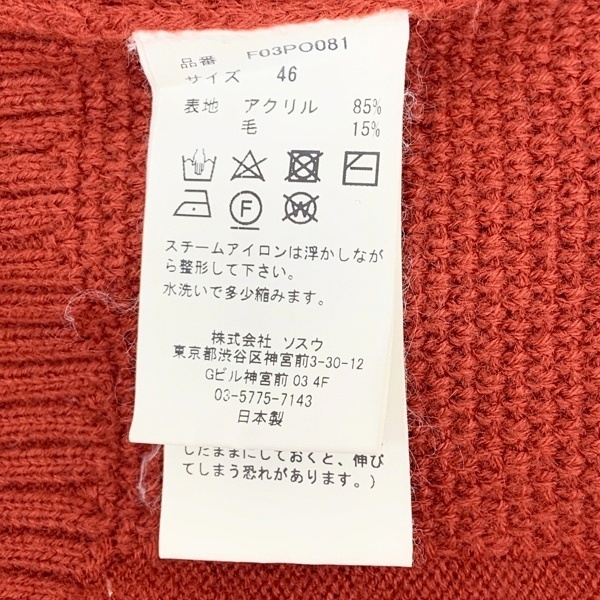 品番 F03PO081
サイズ 46
表地 アクリル 85%
毛 15%
F
W
スチームアイロンは浮かしなが
ら整形して下さい。
水洗いで多少縮みます。
株式会社 ソスウ
東京都渋谷区神宮前3-30-12
Gビル神宮前 03 4F
03-5775-7143
日本製
したままにしておくと、伸び
てしまう恐れがあります。)